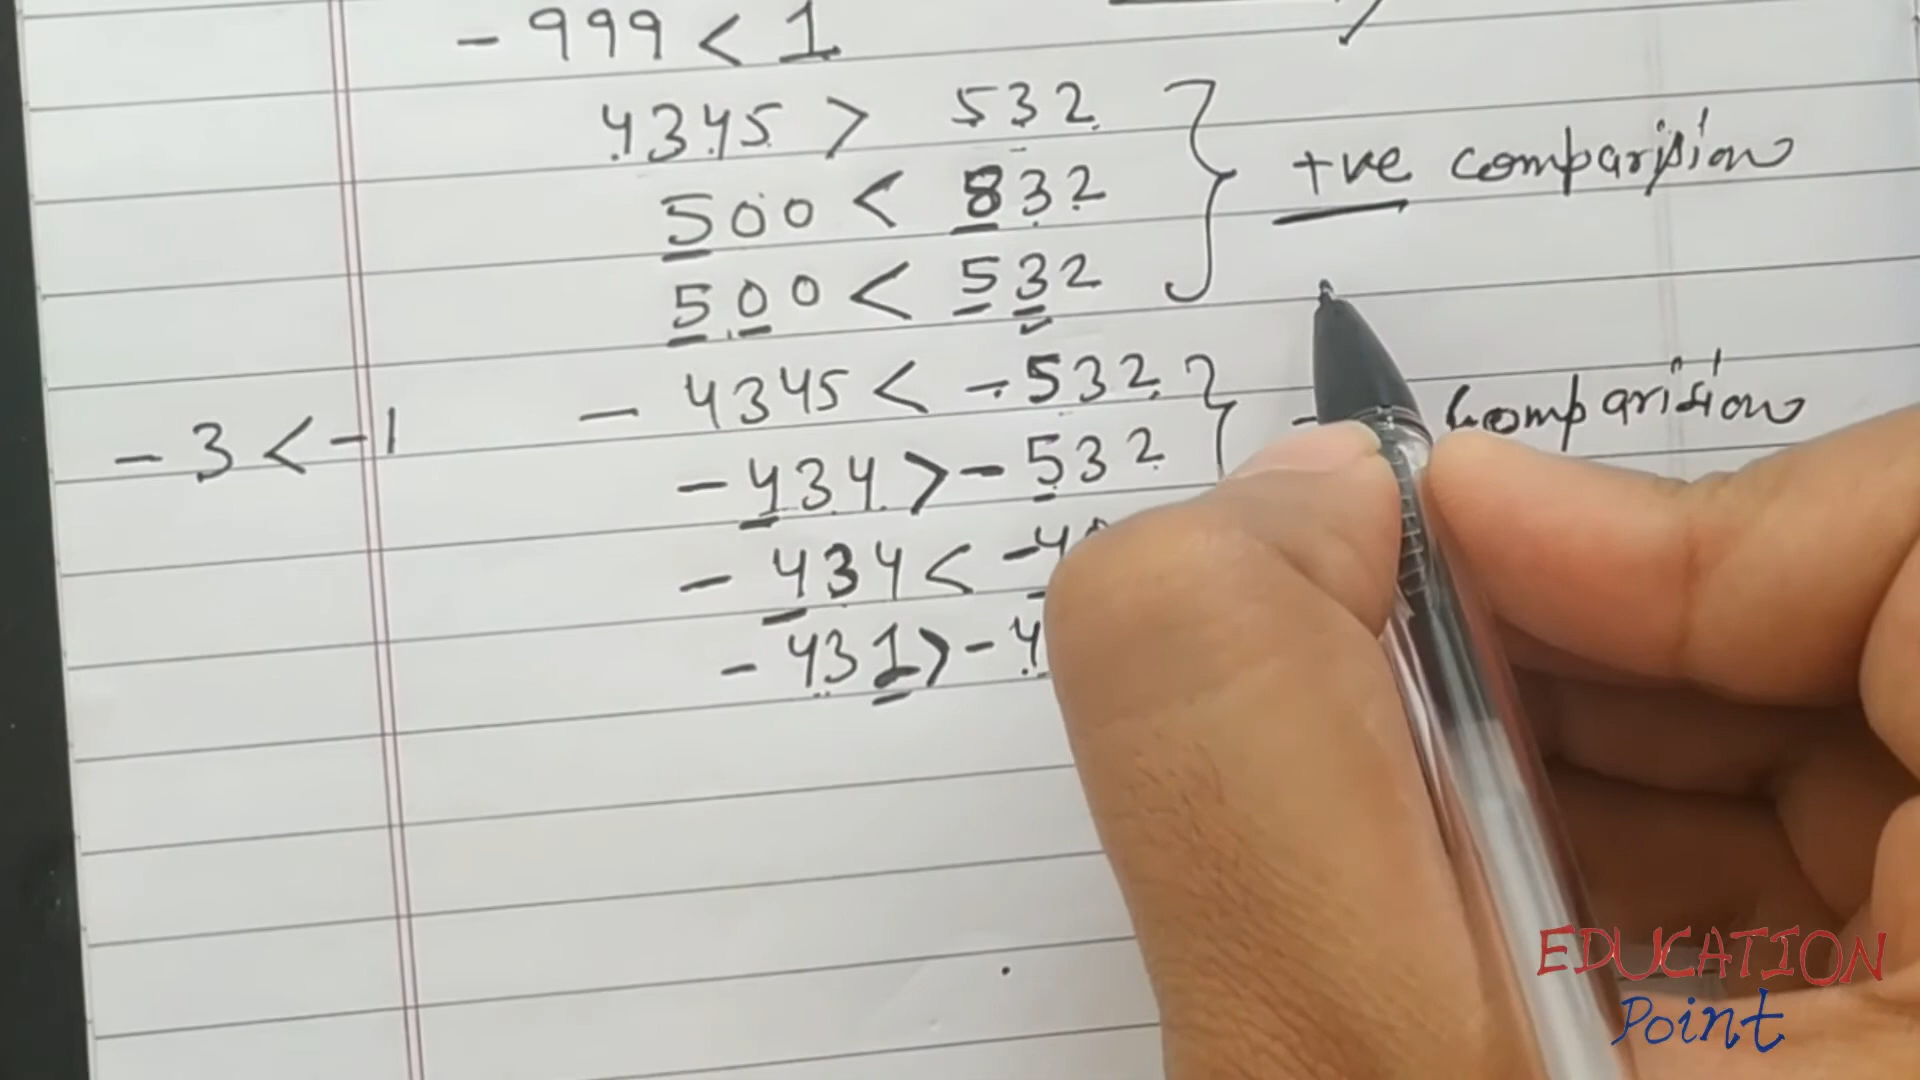 - 999 < 1
4345 > 532
500 < 832
+ve comparision
500 < 532
- 4345 < - 532
comparision
- 3 < - 1
- 434 > - 532
- 434 <
- 431 > - 4
EDUCATION
Point